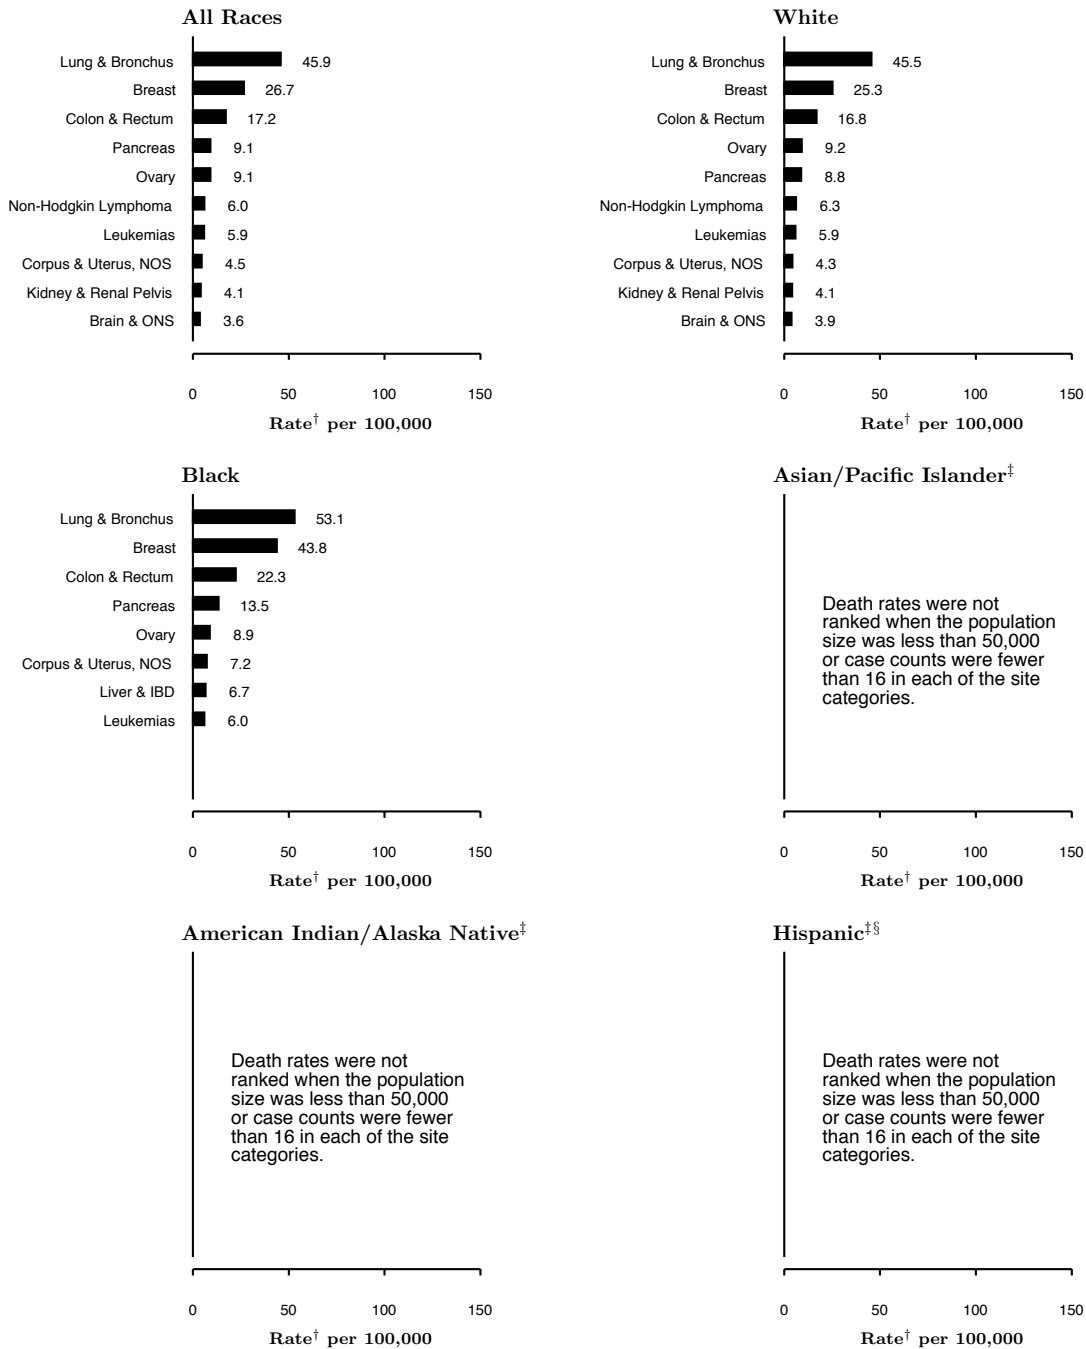 All Races
Lung & Bronchus 45.9
Breast 26.7
Colon & Rectum 17.2
Pancreas 9.1
Ovary 9.1
Non-Hodgkin Lymphoma 6.0
Leukemias 5.9
Corpus & Uterus, NOS 4.5
Kidney & Renal Pelvis 4.1
Brain & ONS 3.6
0 50 100 150
Rate† per 100,000
White
Lung & Bronchus 45.5
Breast 25.3
Colon & Rectum 16.8
Ovary 9.2
Pancreas 8.8
Non-Hodgkin Lymphoma 6.3
Leukemias 5.9
Corpus & Uterus, NOS 4.3
Kidney & Renal Pelvis 4.1
Brain & ONS 3.9
0 50 100 150
Rate† per 100,000
Black
Lung & Bronchus 53.1
Breast 43.8
Colon & Rectum 22.3
Pancreas 13.5
Ovary 8.9
Corpus & Uterus, NOS 7.2
Liver & IBD 6.7
Leukemias 6.0
0 50 100 150
Rate† per 100,000
Asian/Pacific Islander‡
Death rates were not
ranked when the population
size was less than 50,000
or case counts were fewer
than 16 in each of the site
categories.
0 50 100 150
Rate† per 100,000
American Indian/Alaska Native‡
Death rates were not
ranked when the population
size was less than 50,000
or case counts were fewer
than 16 in each of the site
categories.
0 50 100 150
Rate† per 100,000
Hispanic‡§
Death rates were not
ranked when the population
size was less than 50,000
or case counts were fewer
than 16 in each of the site
categories.
0 50 100 150
Rate† per 100,000